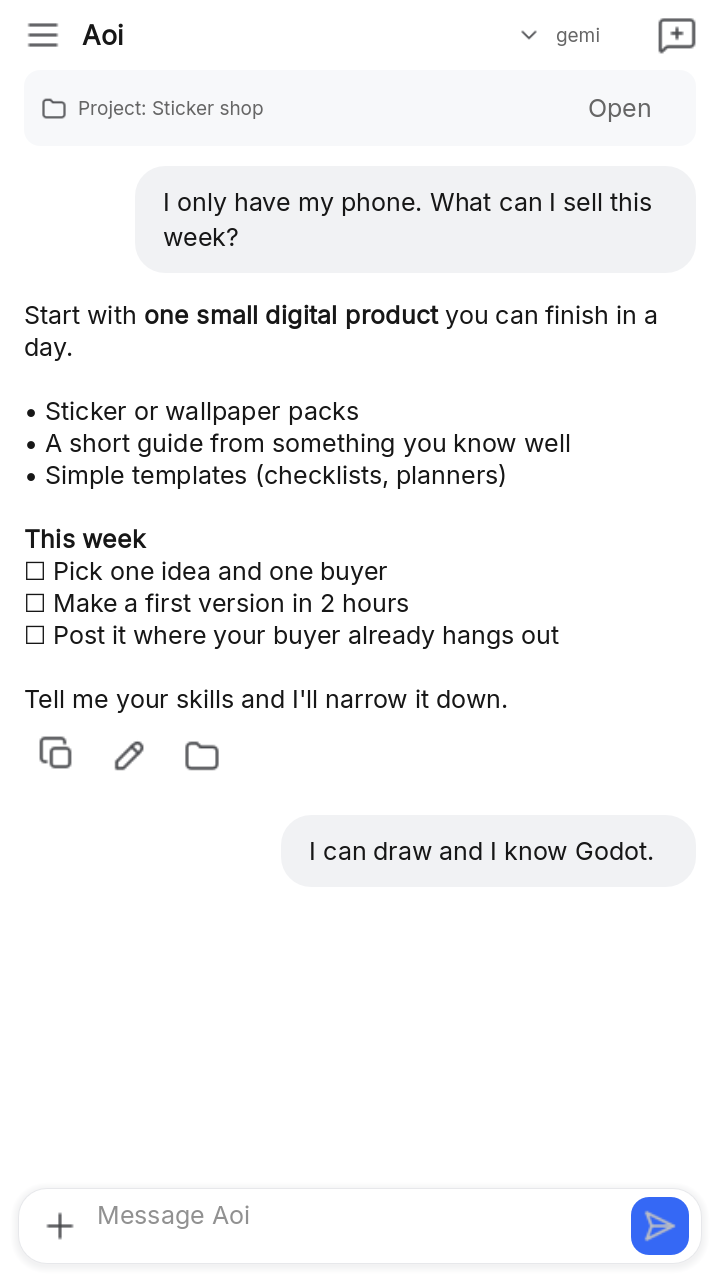 Aoi
gemi
Project: Sticker shop
Open
I only have my phone. What can I sell this
week?
Start with one small digital product you can finish in a
day.
• Sticker or wallpaper packs
• A short guide from something you know well
• Simple templates (checklists, planners)
This week
☐ Pick one idea and one buyer
☐ Make a first version in 2 hours
☐ Post it where your buyer already hangs out
Tell me your skills and I'll narrow it down.
I can draw and I know Godot.
Message Aoi